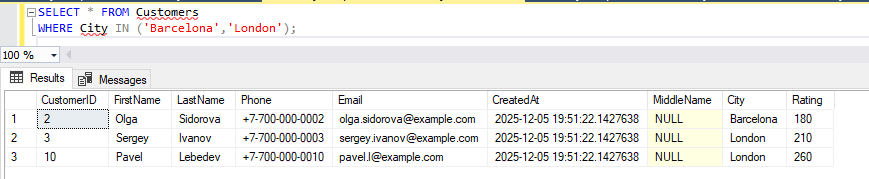 SELECT * FROM Customers
WHERE City IN ('Barcelona','London');
100 %
Results Messages
CustomerID FirstName LastName Phone Email CreatedAt MiddleName City Rating
1 2 Olga Sidorova +7-700-000-0002 olga.sidorova@example.com 2025-12-05 19:51:22.1427638 NULL Barcelona 180
2 3 Sergey Ivanov +7-700-000-0003 sergey.ivanov@example.com 2025-12-05 19:51:22.1427638 NULL London 210
3 10 Pavel Lebedev +7-700-000-0010 pavel.l@example.com 2025-12-05 19:51:22.1427638 NULL London 260